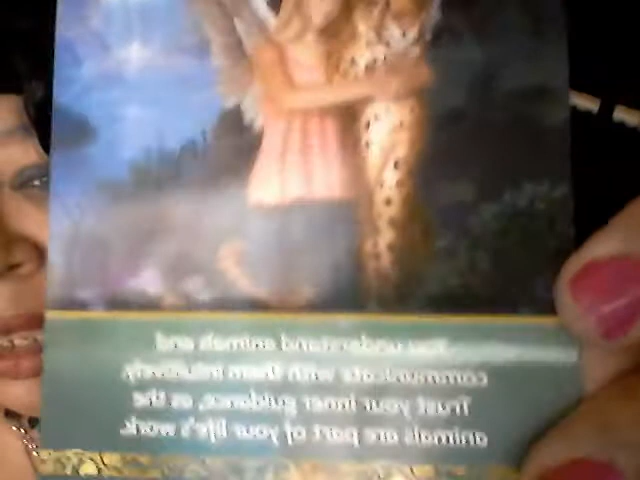 You understand animals and
communicate with them intuitively.
Trust your inner guidance, as the
animals are part of your life's work.